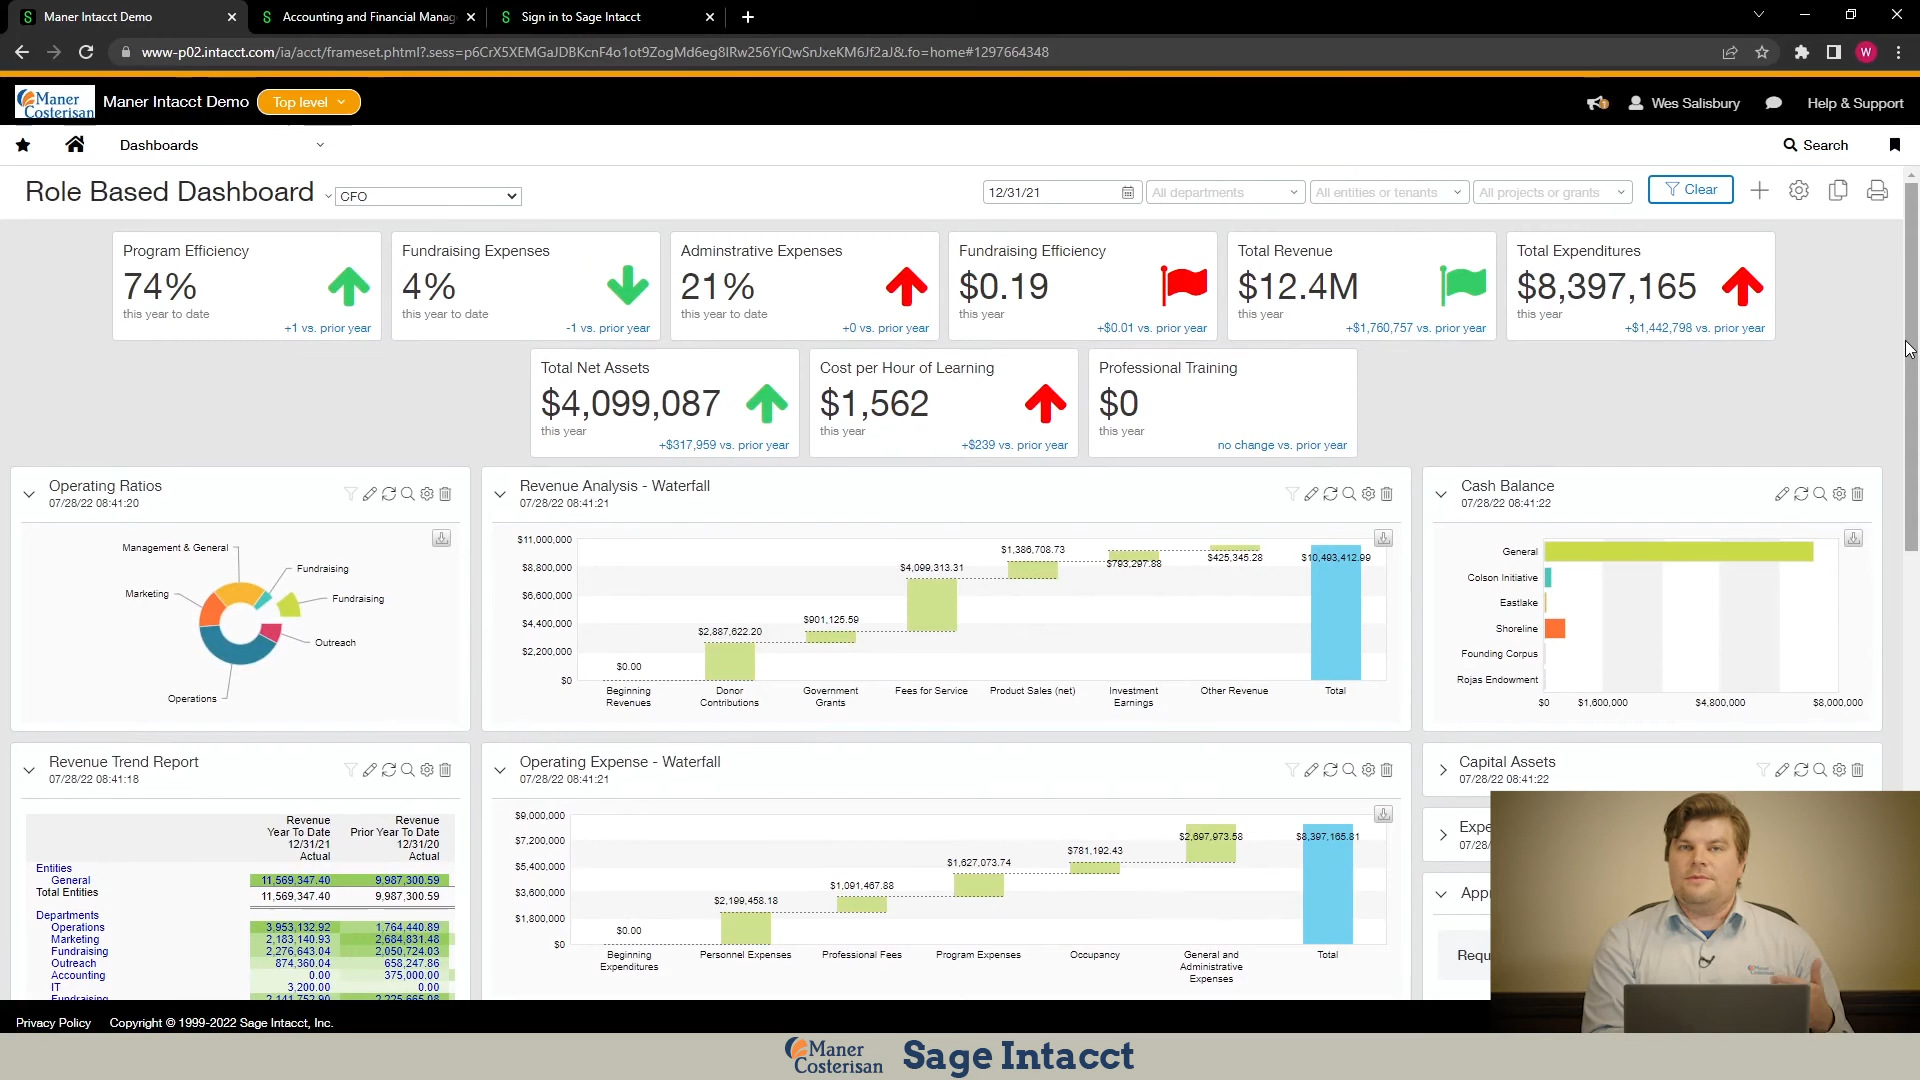 Maner Intacct Demo
Accounting and Financial Manag
Sign in to Sage Intacct
www-p02.intacct.com/ia/acct/frameset.phtml?.sess=p6CrX5XEMGaJDBKcnF4o1ot9ZogMd6eg8IRw256YiQwSnJxeKM6Jf2aJ&.fo=home#1297664348
W
Maner Costerisan
Maner Intacct Demo
Top level
1
Wes Salisbury
Help & Support
Dashboards
Search
Role Based Dashboard
CFO
12/31/21
All departments
All entities or tenants
All projects or grants
Clear
Program Efficiency
74%
this year to date
+1 vs. prior year
Fundraising Expenses
4%
this year to date
-1 vs. prior year
Adminstrative Expenses
21%
this year to date
+0 vs. prior year
Fundraising Efficiency
$0.19
this year
+$0.01 vs. prior year
Total Revenue
$12.4M
this year
+$1,760,757 vs. prior year
Total Expenditures
$8,397,165
this year
+$1,442,798 vs. prior year
Total Net Assets
$4,099,087
this year
+$317,959 vs. prior year
Cost per Hour of Learning
$1,562
this year
+$239 vs. prior year
Professional Training
$0
this year
no change vs. prior year
Operating Ratios
07/28/22 08:41:20
Management & General
Fundraising
Marketing
Fundraising
Outreach
Operations
Revenue Analysis - Waterfall
07/28/22 08:41:21
$11,000,000
$8,800,000
$6,600,000
$4,400,000
$2,200,000
$0
$0.00
$2,887,622.20
$901,125.59
$4,099,313.31
$1,386,708.73
$793,297.88
$425,345.28
$10,493,412.99
Beginning Revenues
Donor Contributions
Government Grants
Fees for Service
Product Sales (net)
Investment Earnings
Other Revenue
Total
Cash Balance
07/28/22 08:41:22
General
Colson Initiative
Eastlake
Shoreline
Founding Corpus
Rojas Endowment
$0
$1,600,000
$4,800,000
$8,000,000
Revenue Trend Report
07/28/22 08:41:18
Revenue Revenue
Year To Date Prior Year To Date
12/31/21 12/31/20
Actual Actual
Entities
General 11,569,347.40 9,987,300.59
Total Entities 11,569,347.40 9,987,300.59
Departments
Operations 3,953,132.92 1,764,440.89
Marketing 2,183,140.93 2,684,831.48
Fundraising 2,276,643.04 2,050,724.03
Outreach 874,360.04 658,247.86
Accounting 0.00 375,000.00
IT 3,200.00 0.00
Fundraising 2,141,752.90 2,225,665.08
Operating Expense - Waterfall
07/28/22 08:41:21
$9,000,000
$7,200,000
$5,400,000
$3,600,000
$1,800,000
$0
$0.00
$2,199,458.18
$1,091,467.88
$1,627,073.74
$781,192.43
$2,697,973.58
$8,397,165.81
Beginning Expenditures
Personnel Expenses
Professional Fees
Program Expenses
Occupancy
General and Administrative Expenses
Total
Capital Assets
07/28/22 08:41:22
Expe
07/28/
Appr
Requ
Privacy Policy
Copyright © 1999-2022 Sage Intacct, Inc.
Maner Costerisan
Sage Intacct